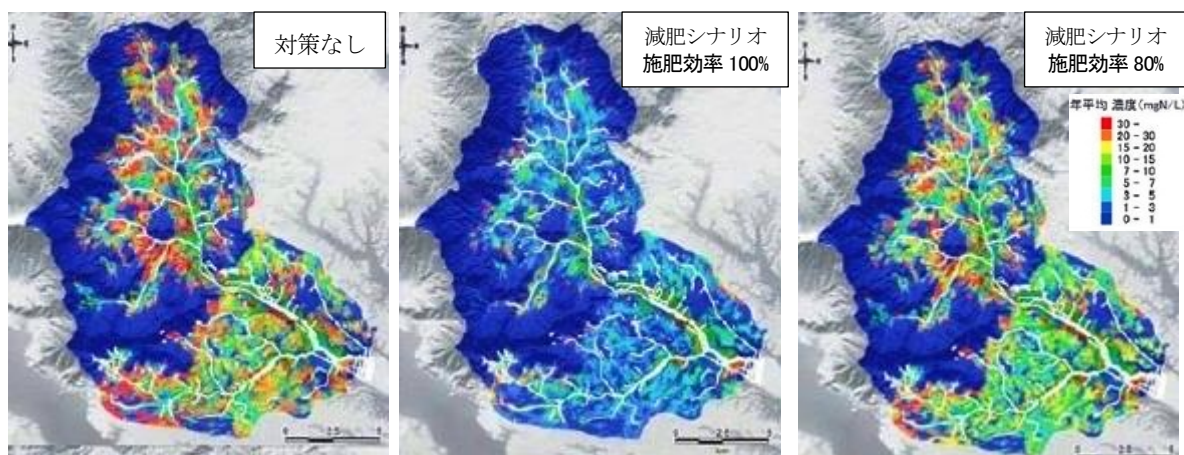 対策なし
減肥シナリオ
施肥効率 100%
減肥シナリオ
施肥効率 80%
年平均 濃度(mgN/L)
30 -
20 - 30
15 - 20
10 - 15
7 - 10
5 - 7
3 - 5
1 - 3
0 - 1